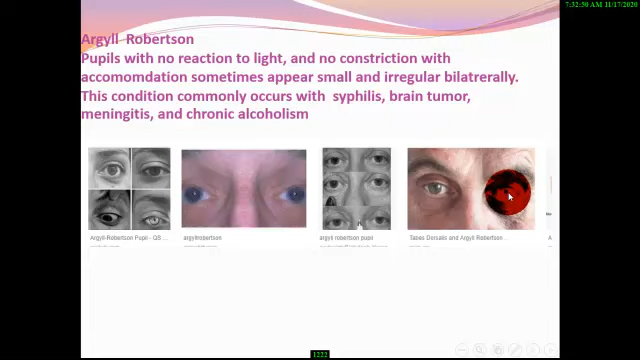 7:32:50 AM 11/17/2020
Argyll Robertson
Pupils with no reaction to light, and no constriction with
accomomdation sometimes appear small and irregular bilatrerally.
This condition commonly occurs with syphilis, brain tumor,
meningitis, and chronic alcoholism
Argyll-Robertson Pupil - QS ...
argyllrobertson
argyll robertson pupil
Tabes Dorsalis and Argyll Robertson ...
1222